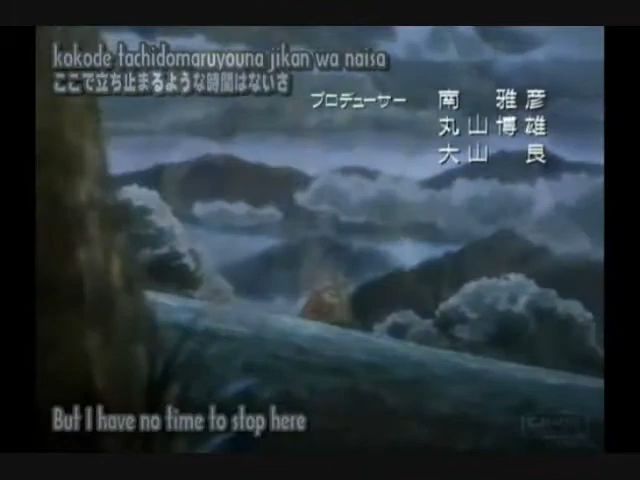 kokode tachidomaruyouna jikan wa naisa
ここで立ち止まるような時間はないさ
プロデューサー 南 雅彦
丸山博雄
大山 良
But I have no time to stop here